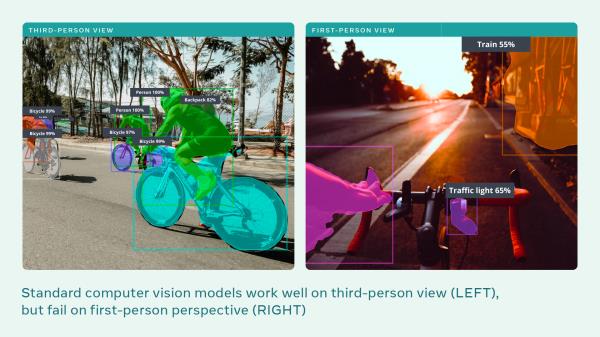 THIRD-PERSON VIEW
FIRST-PERSON VIEW
Train 55%
Person 100%
Backpack 82%
Bicycle 99%
Person 100%
Bicycle 99%
Bicycle 97%
Bicycle 99%
Traffic light 65%
Standard computer vision models work well on third-person view (LEFT),
but fail on first-person perspective (RIGHT)